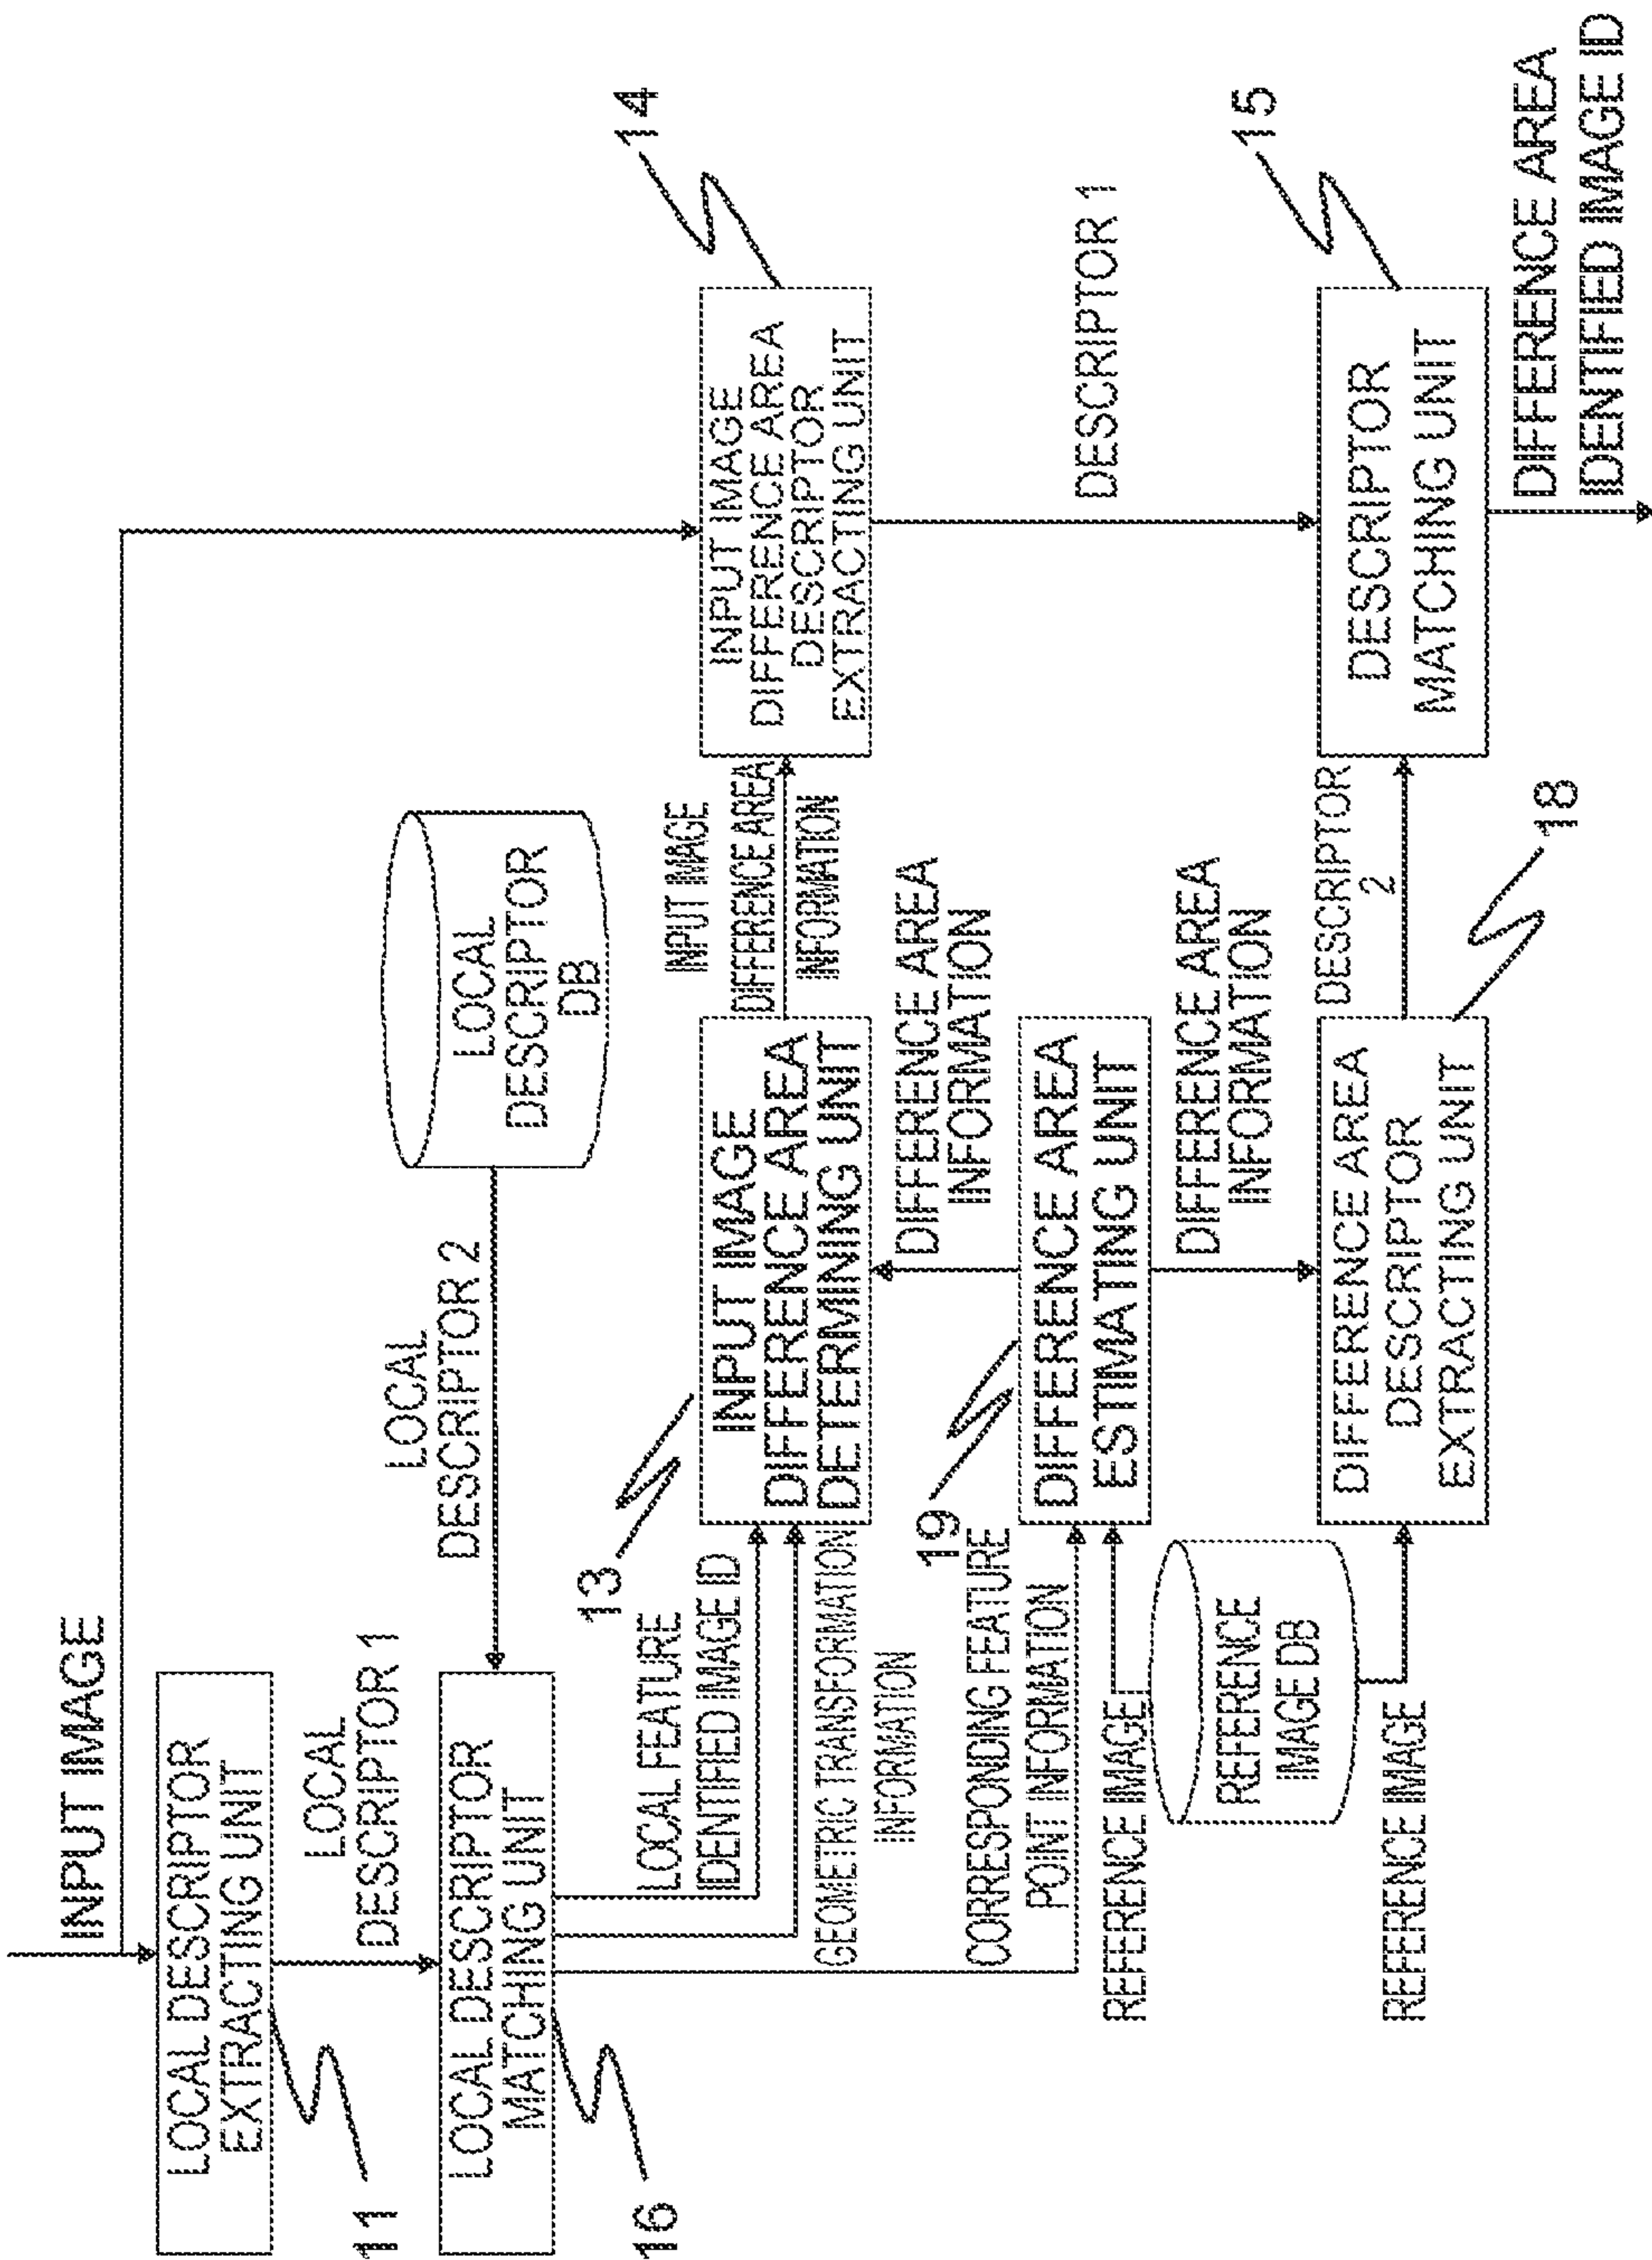 INPUT IMAGE
LOCAL DESCRIPTOR
EXTRACTING UNIT
11
LOCAL
DESCRIPTOR 1
LOCAL DESCRIPTOR
MATCHING UNIT
16
LOCAL
DESCRIPTOR 2
LOCAL
DESCRIPTOR
DB
LOCAL FEATURE
IDENTIFIED IMAGE ID
GEOMETRIC TRANSFORMATION
INFORMATION
CORRESPONDING FEATURE
POINT INFORMATION
13
INPUT IMAGE
DIFFERENCE AREA
DETERMINING UNIT
INPUT IMAGE
DIFFERENCE AREA
INFORMATION
INPUT IMAGE
DIFFERENCE AREA
DESCRIPTOR
EXTRACTING UNIT
14
DIFFERENCE AREA
INFORMATION
19
DIFFERENCE AREA
ESTIMATING UNIT
DIFFERENCE AREA
INFORMATION
DESCRIPTOR 1
REFERENCE IMAGE
REFERENCE
IMAGE DB
REFERENCE IMAGE
DIFFERENCE AREA
DESCRIPTOR
EXTRACTING UNIT
18
DESCRIPTOR
2
DESCRIPTOR
MATCHING UNIT
15
DIFFERENCE AREA
IDENTIFIED IMAGE ID